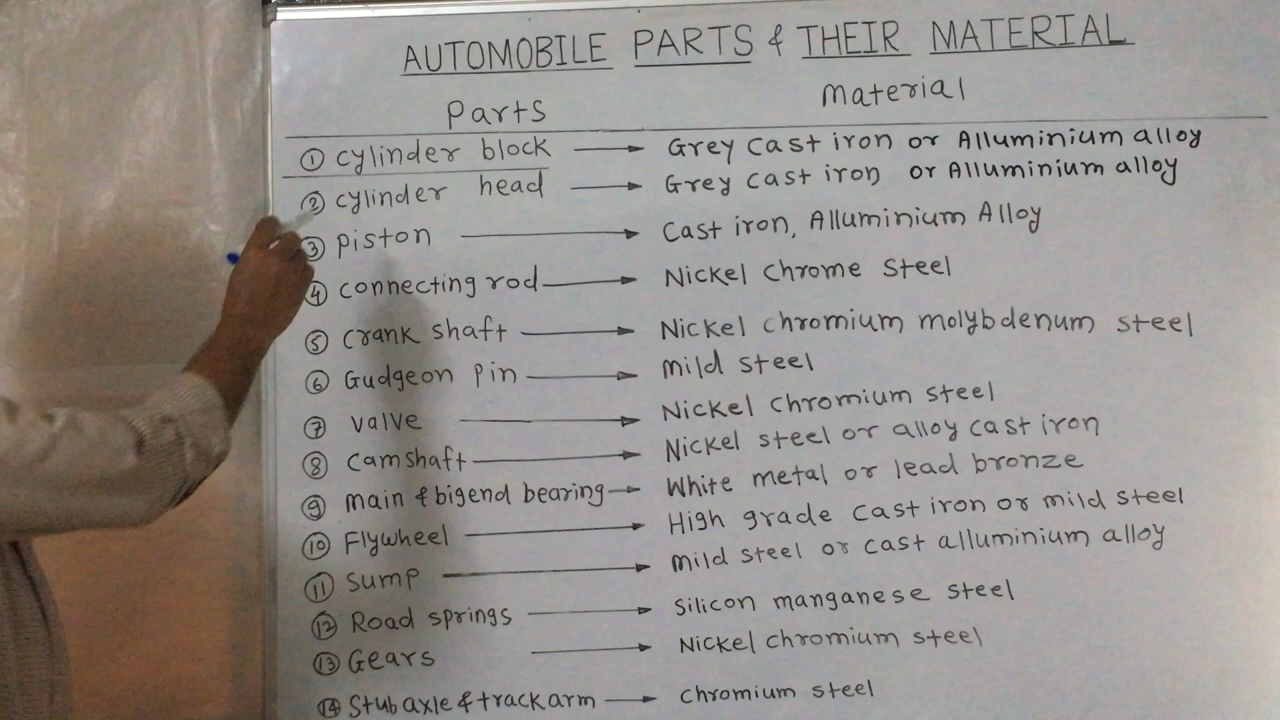 AUTOMOBILE PARTS & THEIR MATERIAL
Parts Material
① cylinder block → Grey cast iron or Alluminium alloy
② cylinder head → Grey cast iron or Alluminium alloy
③ piston → Cast iron, Alluminium Alloy
④ connecting rod → Nickel Chrome Steel
⑤ crank shaft → Nickel chromium molybdenum steel
⑥ Gudgeon pin → mild steel
⑦ valve → Nickel chromium steel
⑧ camshaft → Nickel steel or alloy cast iron
⑨ main & bigend bearing → White metal or lead bronze
⑩ Flywheel → High grade cast iron or mild steel
⑪ sump → mild steel or cast alluminium alloy
⑫ Road springs → silicon manganese steel
⑬ Gears → Nickel chromium steel
⑭ Stub axle & track arm → chromium steel